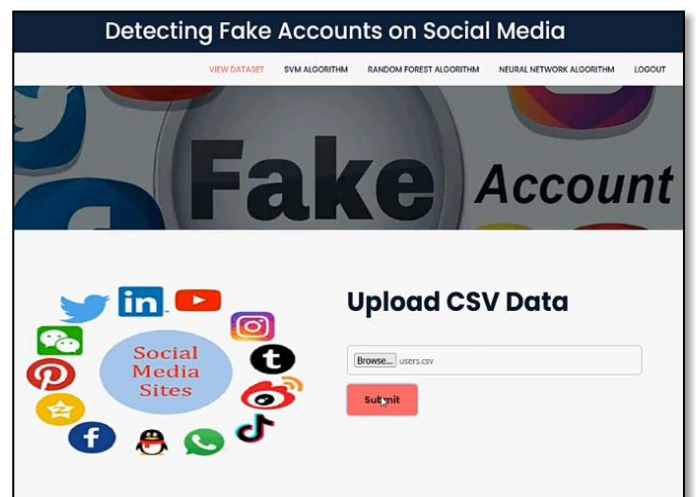 Detecting Fake Accounts on Social Media
VIEW DATASET SVM ALGORITHM RANDOM FOREST ALGORITHM NEURAL NETWORK ALGORITHM LOGOUT
Fake Account
Upload CSV Data
in
Social
Media
Sites
Browse... users.csv
Submit